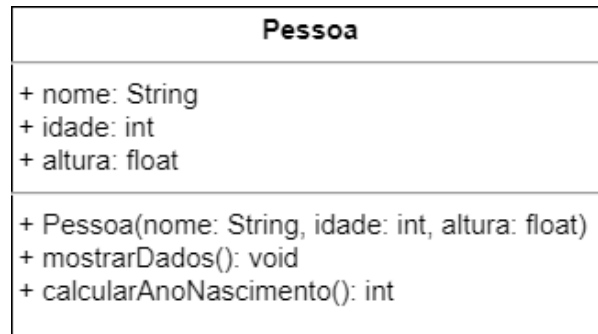 Pessoa
+ nome: String
+ idade: int
+ altura: float
+ Pessoa(nome: String, idade: int, altura: float)
+ mostrarDados(): void
+ calcularAnoNascimento(): int